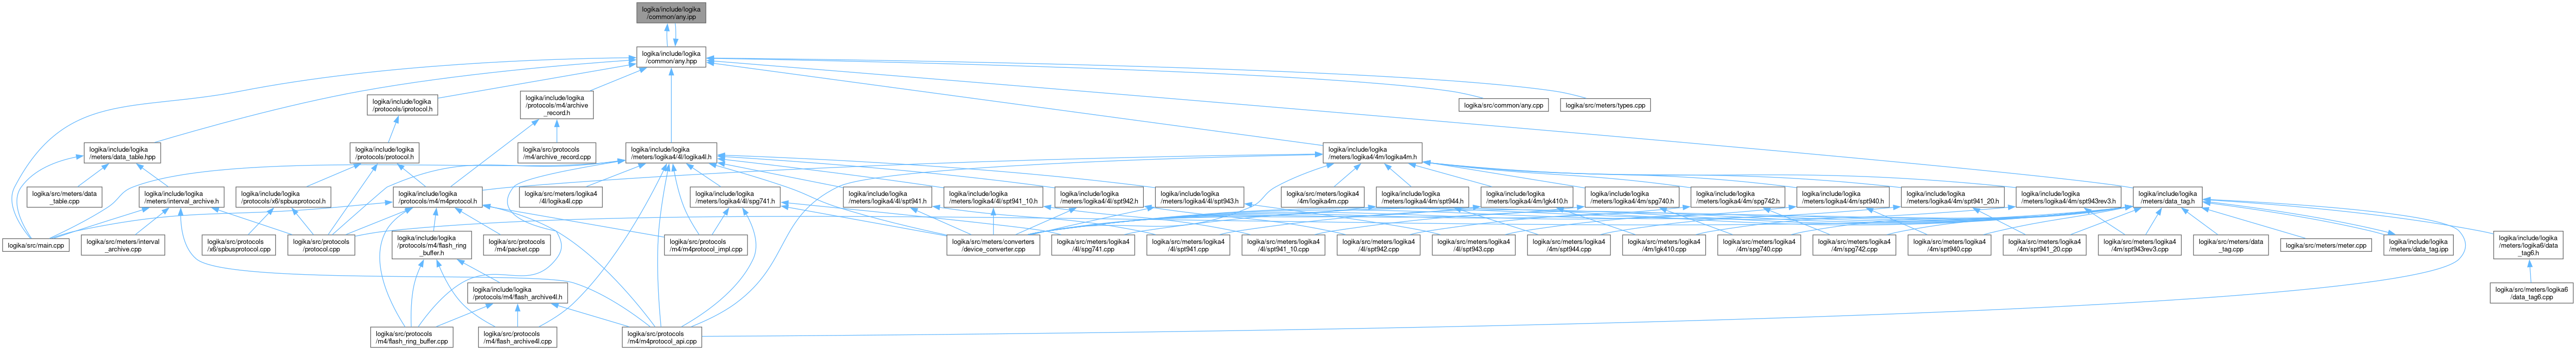 logika/include/logika
/common/any.ipp
logika/include/logika
/common/any.hpp
logika/include/logika
/protocols/iprotocol.h
logika/include/logika
/protocols/m4/archive
_record.h
logika/src/common/any.cpp
logika/src/meters/types.cpp
logika/include/logika
/meters/data_table.hpp
logika/include/logika
/protocols/protocol.h
logika/src/protocols
/m4/archive_record.cpp
logika/include/logika
/meters/logika4/4l/logika4l.h
logika/include/logika
/meters/logika4/4m/logika4m.h
logika/src/meters/data
_table.cpp
logika/include/logika
/meters/interval_archive.h
logika/include/logika
/protocols/x6/spbusprotocol.h
logika/include/logika
/protocols/m4/m4protocol.h
logika/src/meters/logika4
/4l/logika4l.cpp
logika/include/logika
/meters/logika4/4l/spg741.h
logika/include/logika
/meters/logika4/4l/spt941.h
logika/include/logika
/meters/logika4/4l/spt941_10.h
logika/include/logika
/meters/logika4/4l/spt942.h
logika/include/logika
/meters/logika4/4l/spt943.h
logika/src/meters/logika4
/4m/logika4m.cpp
logika/include/logika
/meters/logika4/4m/spt944.h
logika/include/logika
/meters/logika4/4m/lgk410.h
logika/include/logika
/meters/logika4/4m/spg740.h
logika/include/logika
/meters/logika4/4m/spg742.h
logika/include/logika
/meters/logika4/4m/spt940.h
logika/include/logika
/meters/logika4/4m/spt941_20.h
logika/include/logika
/meters/logika4/4m/spt943rev3.h
logika/include/logika
/meters/data_tag.h
logika/src/main.cpp
logika/src/meters/interval
_archive.cpp
logika/src/protocols
/x6/spbusprotocol.cpp
logika/src/protocols
/protocol.cpp
logika/include/logika
/protocols/m4/flash_ring
_buffer.h
logika/src/protocols
/m4/packet.cpp
logika/src/protocols
/m4/m4protocol_impl.cpp
logika/src/meters/converters
/device_converter.cpp
logika/src/meters/logika4
/4l/spg741.cpp
logika/src/meters/logika4
/4l/spt941.cpp
logika/src/meters/logika4
/4l/spt941_10.cpp
logika/src/meters/logika4
/4l/spt942.cpp
logika/src/meters/logika4
/4l/spt943.cpp
logika/src/meters/logika4
/4m/spt944.cpp
logika/src/meters/logika4
/4m/lgk410.cpp
logika/src/meters/logika4
/4m/spg740.cpp
logika/src/meters/logika4
/4m/spg742.cpp
logika/src/meters/logika4
/4m/spt940.cpp
logika/src/meters/logika4
/4m/spt941_20.cpp
logika/src/meters/logika4
/4m/spt943rev3.cpp
logika/src/meters/data
_tag.cpp
logika/src/meters/meter.cpp
logika/include/logika
/meters/data_tag.ipp
logika/include/logika
/meters/logika6/data
_tag6.h
logika/include/logika
/protocols/m4/flash_archive4l.h
logika/src/meters/logika6
/data_tag6.cpp
logika/src/protocols
/m4/flash_ring_buffer.cpp
logika/src/protocols
/m4/flash_archive4l.cpp
logika/src/protocols
/m4/m4protocol_api.cpp